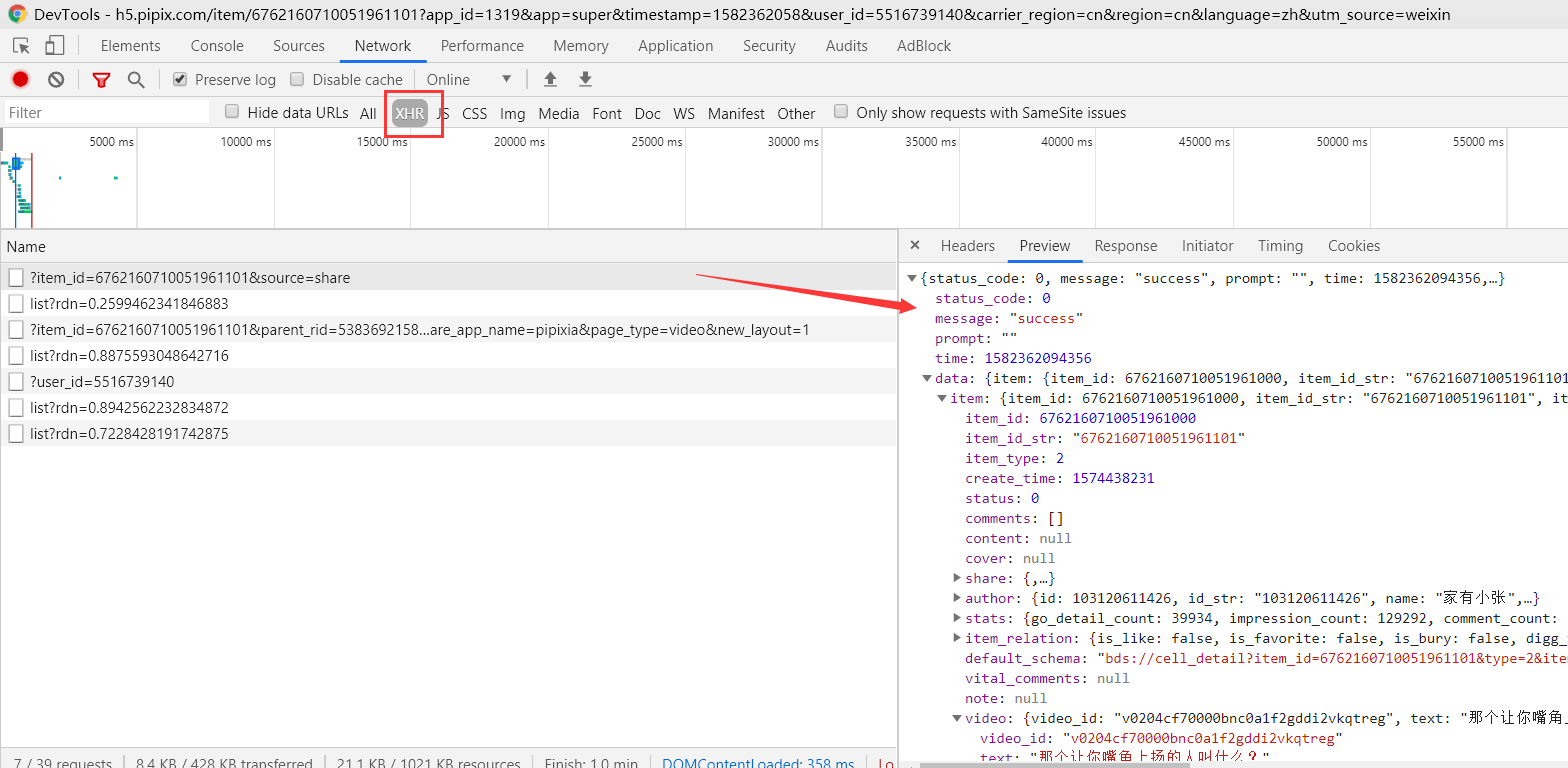 DevTools - h5.pipix.com/item/6762160710051961101?app_id=1319&app=super&timestamp=1582362058&user_id=5516739140&carrier_region=cn&region=cn&language=zh&utm_source=weixin
Elements Console Sources Network Performance Memory Application Security Audits AdBlock
Preserve log Disable cache Online
Filter Hide data URLs All XHR JS CSS Img Media Font Doc WS Manifest Other Only show requests with SameSite issues
5000 ms 10000 ms 15000 ms 20000 ms 25000 ms 30000 ms 35000 ms 40000 ms 45000 ms 50000 ms 55000 ms
Name
?item_id=6762160710051961101&source=share
list?rdn=0.2599462341846883
?item_id=6762160710051961101&parent_rid=5383692158...are_app_name=pipixia&page_type=video&new_layout=1
list?rdn=0.8875593048642716
?user_id=5516739140
list?rdn=0.8942562232834872
list?rdn=0.7228428191742875
7 / 39 requests 8.4 KB / 428 KB transferred 21.1 KB / 1021 KB resources Finish: 1.0 min DOMContentLoaded: 358 ms Lo
× Headers Preview Response Initiator Timing Cookies
{status_code: 0, message: "success", prompt: "", time: 1582362094356,…}
status_code: 0
message: "success"
prompt: ""
time: 1582362094356
data: {item: {item_id: 6762160710051961000, item_id_str: "6762160710051961101
item: {item_id: 6762160710051961000, item_id_str: "6762160710051961101", it
item_id: 6762160710051961000
item_id_str: "6762160710051961101"
item_type: 2
create_time: 1574438231
status: 0
comments: []
content: null
cover: null
share: {,…}
author: {id: 103120611426, id_str: "103120611426", name: "家有小张",…}
stats: {go_detail_count: 39934, impression_count: 129292, comment_count:
item_relation: {is_like: false, is_favorite: false, is_bury: false, digg_
default_schema: "bds://cell_detail?item_id=6762160710051961101&type=2&ite
vital_comments: null
note: null
video: {video_id: "v0204cf70000bnc0a1f2gddi2vkqtreg", text: "那个让你嘴角
video_id: "v0204cf70000bnc0a1f2gddi2vkqtreg"
text: "那个让你嘴角上扬的人叫什么？"